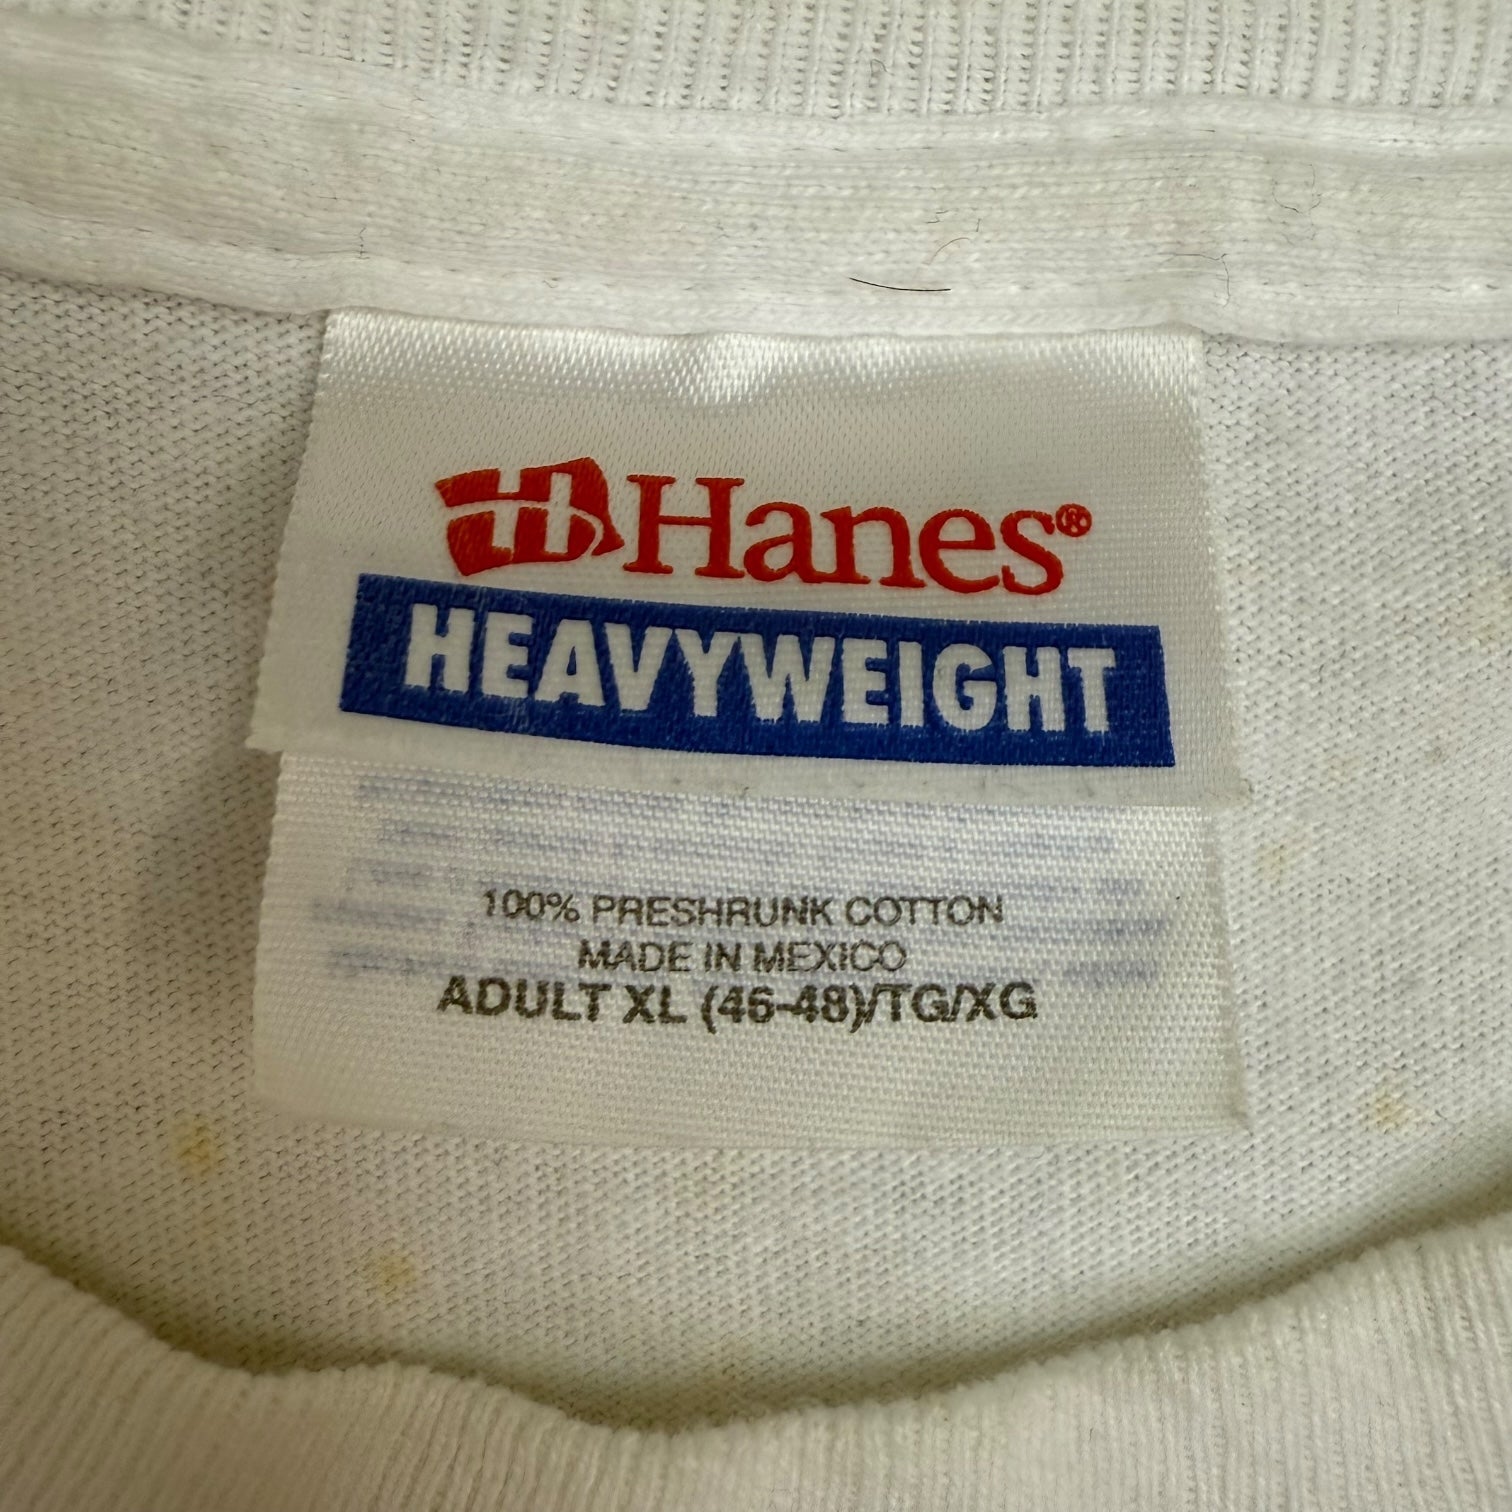 Hanes®
HEAVYWEIGHT
100% PRESHRUNK COTTON
MADE IN MEXICO
ADULT XL (46-48)/TG/XG